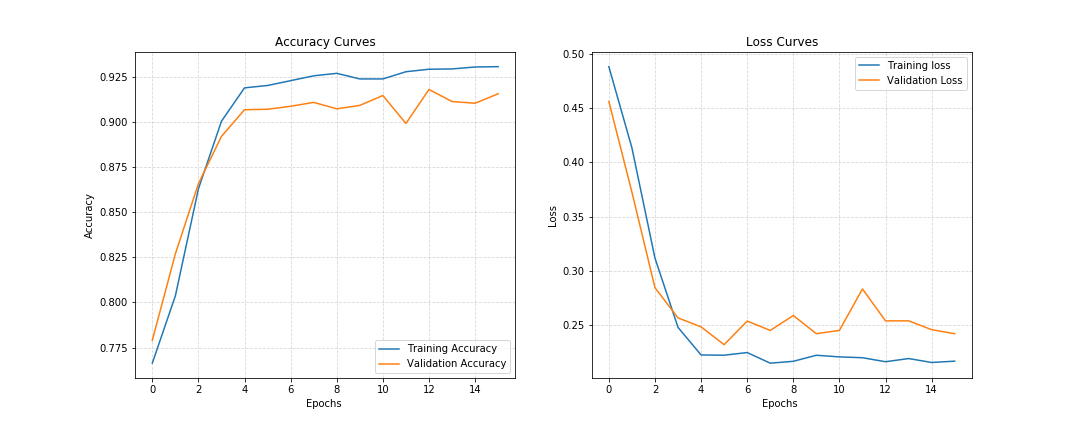 Accuracy Curves
Accuracy
0.925
0.900
0.875
0.850
0.825
0.800
0.775
0 2 4 6 8 10 12 14
Epochs
Training Accuracy
Validation Accuracy
Loss Curves
Loss
0.50
0.45
0.40
0.35
0.30
0.25
0 2 4 6 8 10 12 14
Epochs
Training loss
Validation Loss